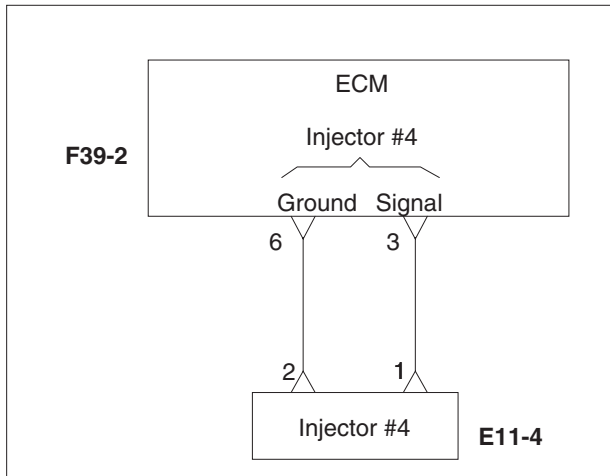 ECM
Injector #4
F39-2
Ground Signal
6 3
2 1
Injector #4
E11-4